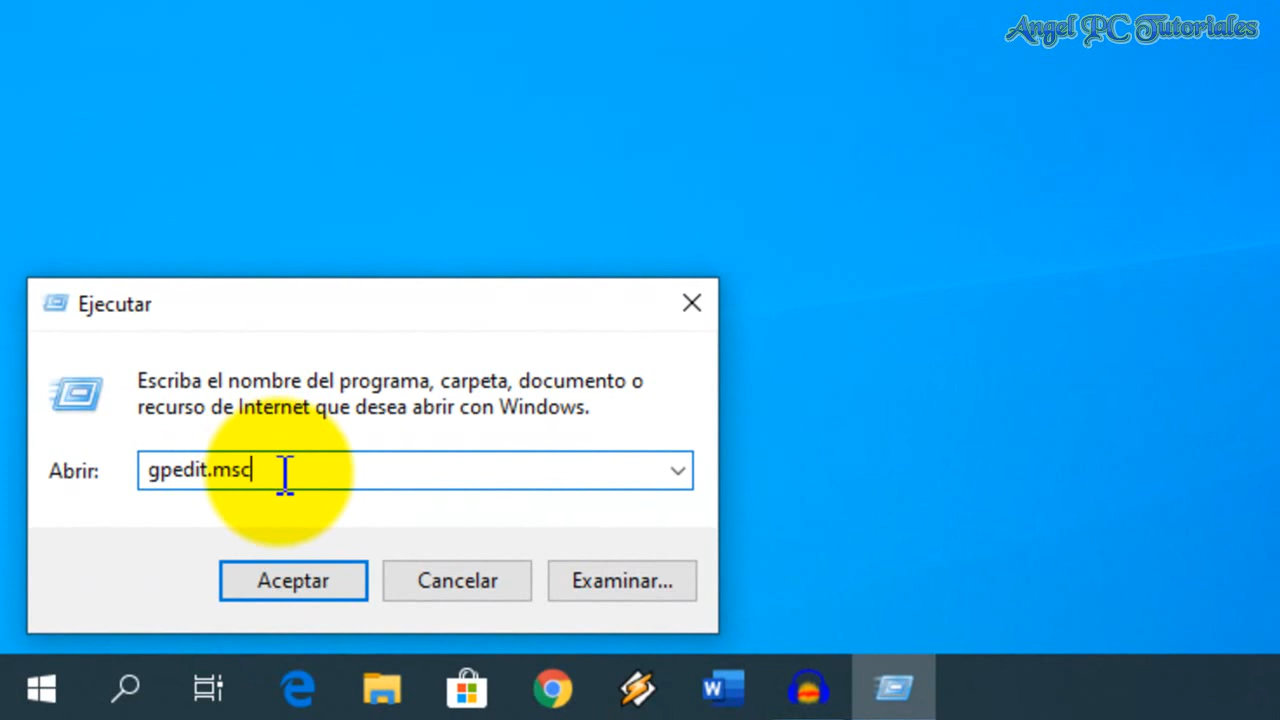 Angel PC Tutoriales
Ejecutar
Escriba el nombre del programa, carpeta, documento o
recurso de Internet que desea abrir con Windows.
Abrir: gpedit.msc
Aceptar Cancelar Examinar...
W